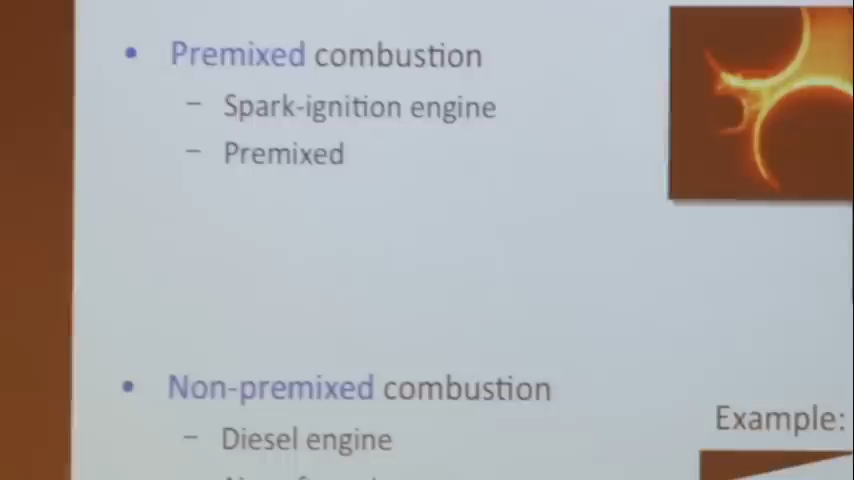 • Premixed combustion
– Spark-ignition engine
– Premixed
• Non-premixed combustion
Example:
– Diesel engine